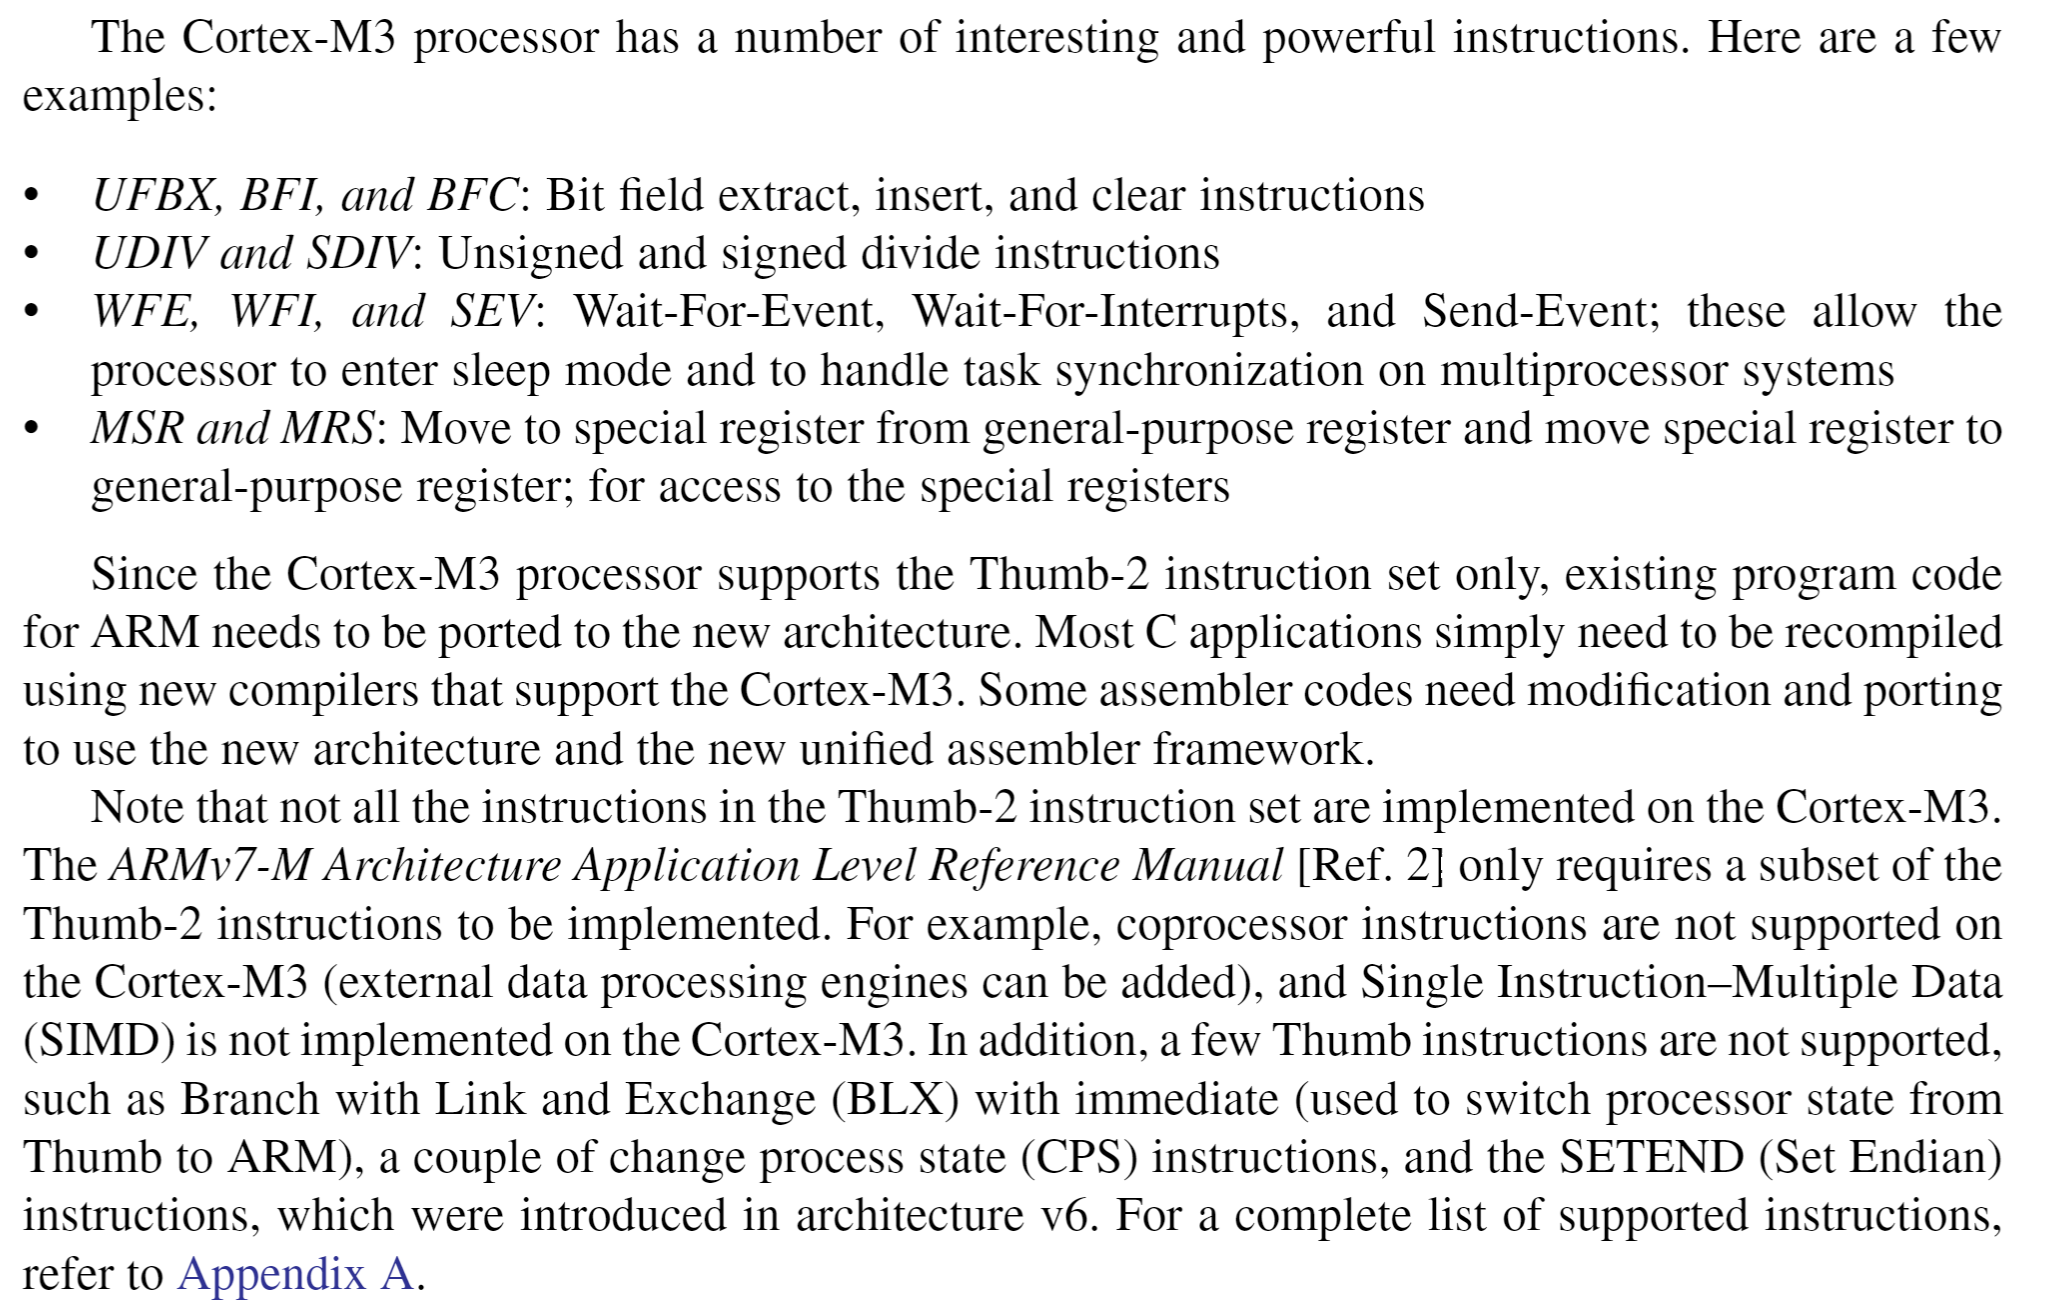 The Cortex-M3 processor has a number of interesting and powerful instructions. Here are a few
examples:
• UFBX, BFI, and BFC: Bit field extract, insert, and clear instructions
• UDIV and SDIV: Unsigned and signed divide instructions
• WFE, WFI, and SEV: Wait-For-Event, Wait-For-Interrupts, and Send-Event; these allow the
processor to enter sleep mode and to handle task synchronization on multiprocessor systems
• MSR and MRS: Move to special register from general-purpose register and move special register to
general-purpose register; for access to the special registers
Since the Cortex-M3 processor supports the Thumb-2 instruction set only, existing program code
for ARM needs to be ported to the new architecture. Most C applications simply need to be recompiled
using new compilers that support the Cortex-M3. Some assembler codes need modification and porting
to use the new architecture and the new unified assembler framework.
Note that not all the instructions in the Thumb-2 instruction set are implemented on the Cortex-M3.
The ARMv7-M Architecture Application Level Reference Manual [Ref. 2] only requires a subset of the
Thumb-2 instructions to be implemented. For example, coprocessor instructions are not supported on
the Cortex-M3 (external data processing engines can be added), and Single Instruction–Multiple Data
(SIMD) is not implemented on the Cortex-M3. In addition, a few Thumb instructions are not supported,
such as Branch with Link and Exchange (BLX) with immediate (used to switch processor state from
Thumb to ARM), a couple of change process state (CPS) instructions, and the SETEND (Set Endian)
instructions, which were introduced in architecture v6. For a complete list of supported instructions,
refer to Appendix A.